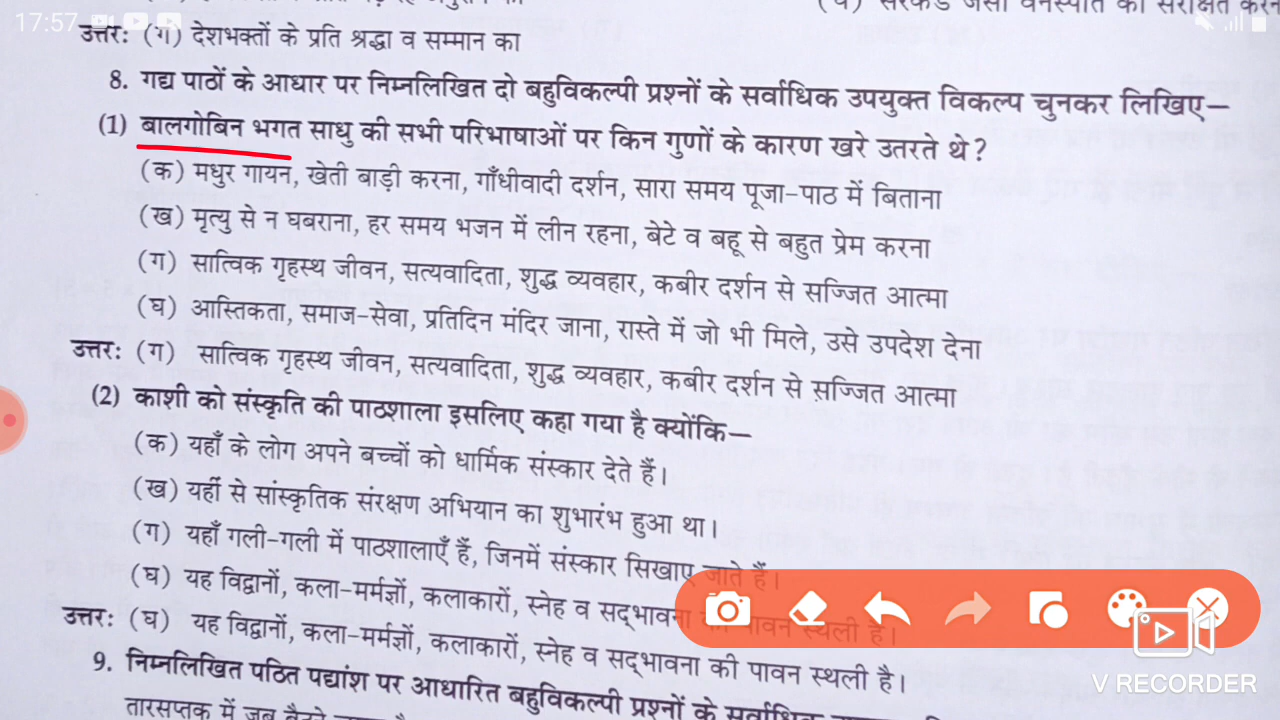 17:57
उत्तरः (ग) देशभक्तों के प्रति श्रद्धा व सम्मान का
8. गद्य पाठों के आधार पर निम्नलिखित दो बहुविकल्पी प्रश्नों के सर्वाधिक उपयुक्त विकल्प चुनकर लिखिए—
(1) बालगोबिन भगत साधु की सभी परिभाषाओं पर किन गुणों के कारण खरे उतरते थे?
(क) मधुर गायन, खेती बाड़ी करना, गाँधीवादी दर्शन, सारा समय पूजा-पाठ में बिताना
(ख) मृत्यु से न घबराना, हर समय भजन में लीन रहना, बेटे व बहू से बहुत प्रेम करना
(ग) सात्विक गृहस्थ जीवन, सत्यवादिता, शुद्ध व्यवहार, कबीर दर्शन से सज्जित आत्मा
(घ) आस्तिकता, समाज-सेवा, प्रतिदिन मंदिर जाना, रास्ते में जो भी मिले, उसे उपदेश देना
उत्तरः (ग) सात्विक गृहस्थ जीवन, सत्यवादिता, शुद्ध व्यवहार, कबीर दर्शन से सज्जित आत्मा
(2) काशी को संस्कृति की पाठशाला इसलिए कहा गया है क्योंकि—
(क) यहाँ के लोग अपने बच्चों को धार्मिक संस्कार देते हैं।
(ख) यहीं से सांस्कृतिक संरक्षण अभियान का शुभारंभ हुआ था।
(ग) यहाँ गली-गली में पाठशालाएँ हैं, जिनमें संस्कार सिखाए जाते हैं।
(घ) यह विद्वानों, कला-मर्मज्ञों, कलाकारों, स्नेह व सद्भावना की पावन स्थली है।
उत्तरः (घ) यह विद्वानों, कला-मर्मज्ञों, कलाकारों, स्नेह व सद्भावना की पावन स्थली है।
9. निम्नलिखित पठित पद्यांश पर आधारित बहुविकल्पी प्रश्नों के सर्वाधिक
तारसप्तक में जब
V RECORDER